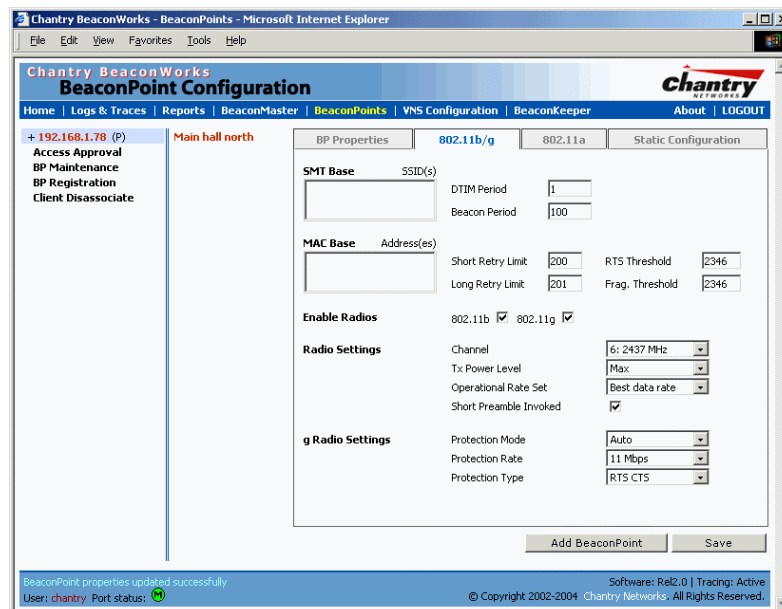 Chantry BeaconWorks - BeaconPoints - Microsoft Internet Explorer
File Edit View Favorites Tools Help
Chantry BeaconWorks
BeaconPoint Configuration
chantry
NETWORKS
Home | Logs & Traces | Reports | BeaconMaster | BeaconPoints | VNS Configuration | BeaconKeeper About | LOGOUT
+ 192.168.1.78 (P)
Access Approval
BP Maintenance
BP Registration
Client Disassociate
Main hall north
BP Properties 802.11b/g 802.11a Static Configuration
SMT Base SSID(s)
DTIM Period 1
Beacon Period 100
MAC Base Address(es)
Short Retry Limit 200 RTS Threshold 2346
Long Retry Limit 201 Frag. Threshold 2346
Enable Radios 802.11b 802.11g
Radio Settings Channel 6: 2437 MHz
Tx Power Level Max
Operational Rate Set Best data rate
Short Preamble Invoked
g Radio Settings Protection Mode Auto
Protection Rate 11 Mbps
Protection Type RTS CTS
Add BeaconPoint Save
BeaconPoint properties updated successfully Software: Rel2.0 | Tracing: Active
User: chantry Port status: M © Copyright 2002-2004 Chantry Networks. All Rights Reserved.